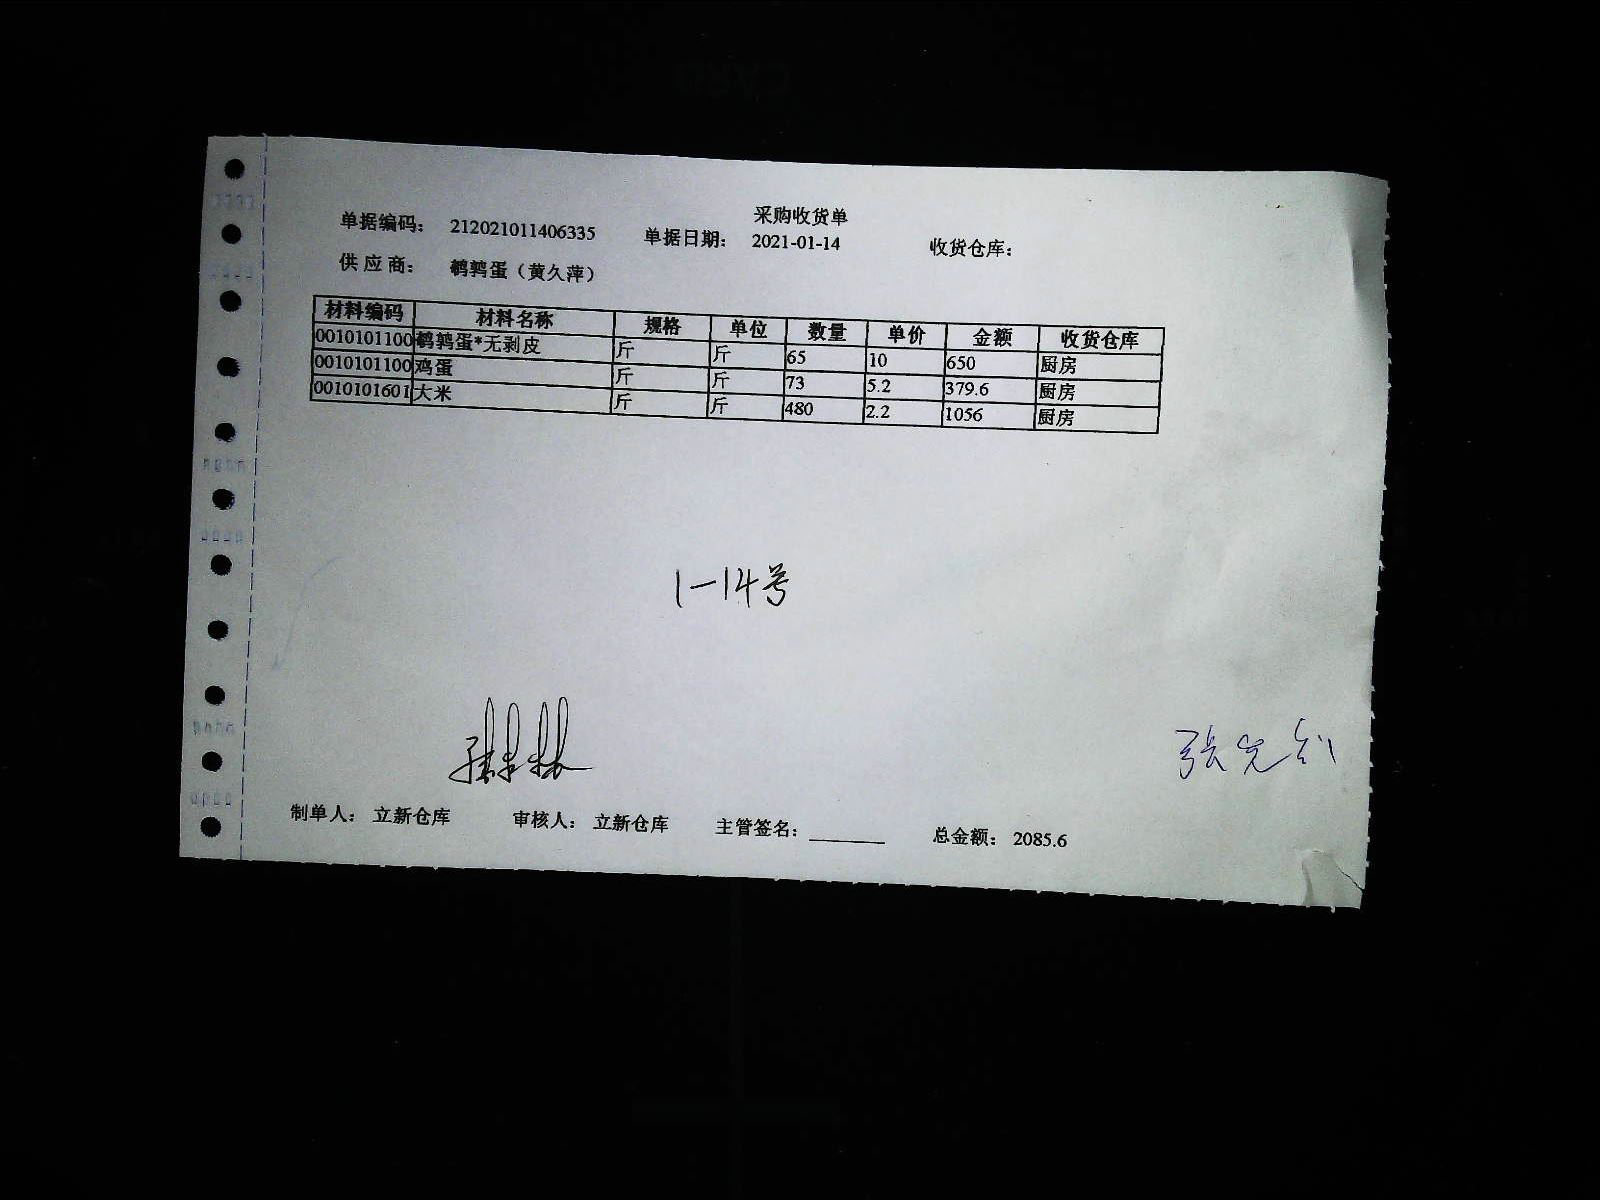 采购收货单
单据编码： 212021011406335 单据日期： 2021-01-14 收货仓库：
供应商： 鹌鹑蛋（黄久萍）
材料编码 材料名称 规格 单位 数量 单价 金额 收货仓库
0010101100 鹌鹑蛋*无剥皮 斤 斤 65 10 650 厨房
0010101100 鸡蛋 斤 斤 73 5.2 379.6 厨房
0010101601 大米 斤 斤 480 2.2 1056 厨房
1-14号
制单人： 立新仓库 审核人： 立新仓库 主管签名： 总金额： 2085.6